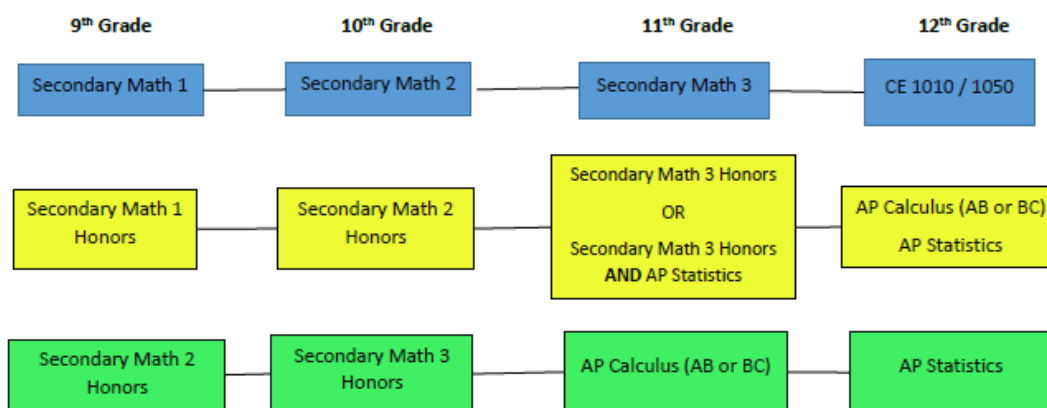 9th Grade
10th Grade
11th Grade
12th Grade
Secondary Math 1
Secondary Math 2
Secondary Math 3
CE 1010 / 1050
Secondary Math 1
Honors
Secondary Math 2
Honors
Secondary Math 3 Honors
OR
Secondary Math 3 Honors
AND AP Statistics
AP Calculus (AB or BC)
AP Statistics
Secondary Math 2
Honors
Secondary Math 3
Honors
AP Calculus (AB or BC)
AP Statistics